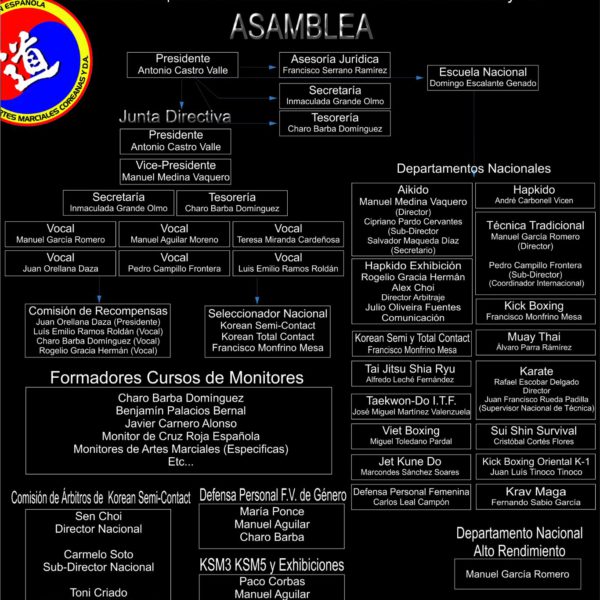 N ESPAÑOLA
RTES MARCIALES COREANAS Y D.A.
ASAMBLEA
Presidente
Antonio Castro Valle
Asesoría Jurídica
Francisco Serrano Ramirez
Escuela Nacional
Domingo Escalante Genado
Secretaría
Inmaculada Grande Olmo
Tesorería
Charo Barba Domínguez
Junta Directiva
Presidente
Antonio Castro Valle
Vice-Presidente
Manuel Medina Vaquero
Secretaría
Inmaculada Grande Olmo
Tesorería
Charo Barba Domínguez
Vocal
Manuel García Romero
Vocal
Manuel Aguilar Moreno
Vocal
Teresa Miranda Cardeñosa
Vocal
Juan Orellana Daza
Vocal
Pedro Campillo Frontera
Vocal
Luis Emilio Ramos Roldán
Comisión de Recompensas
Juan Orellana Daza (Presidente)
Luís Emilio Ramos Roldán (Vocal)
Charo Barba Domínguez (Vocal)
Rogelio Gracia Hermán (Vocal)
Seleccionador Nacional
Korean Semi-Contact
Korean Total Contact
Francisco Monfrino Mesa
Formadores Cursos de Monitores
Charo Barba Domínguez
Benjamín Palacios Bernal
Javier Carnero Alonso
Monitor de Cruz Roja Española
Monitores de Artes Marciales (Especificas)
Etc...
Comisión de Árbitros de Korean Semi-Contact
Sen Choi
Director Nacional
Carmelo Soto
Sub-Director Nacional
Toni Criado
Defensa Personal F.V. de Género
María Ponce
Manuel Aguilar
Charo Barba
KSM3 KSM5 y Exhibiciones
Paco Corbas
Manuel Aguilar
Departamentos Nacionales
Aikido
Manuel Medina Vaquero
(Director)
Cipriano Pardo Cervantes
(Sub-Director
Salvador Maqueda Díaz
(Secretario)
Hapkido Exhibición
Rogelio Gracia Hermán
Alex Choi
Director Arbitraje
Julio Oliveira Fuentes
Comunicación
Korean Semi y Total Contact
Francisco Monfrino Mesa
Tai Jitsu Shia Ryu
Alfredo Leché Fernández
Taekwon-Do I.T.F.
José Miguel Martínez Valenzuela
Viet Boxing
Miguel Toledano Pardal
Jet Kune Do
Marcondes Sánchez Soares
Defensa Personal Femenina
Carlos Leal Campón
Hapkido
André Carbonell Vicen
Técnica Tradicional
Manuel García Romero
(Director)
Pedro Campillo Frontera
(Sub-Director)
(Coordinador Internacional)
Kick Boxing
Francisco Monfrino Mesa
Muay Thai
Álvaro Parra Rámirez
Karate
Rafael Escobar Delgado
Director
Juan Francisco Rueda Padilla
(Supervisor Nacional de Técnica)
Sui Shin Survival
Cristóbal Cortés Flores
Kick Boxing Oriental K-1
Juan Luís Tinoco Tinoco
Krav Maga
Fernando Sabio García
Departamento Nacional
Alto Rendimiento
Manuel García Romero